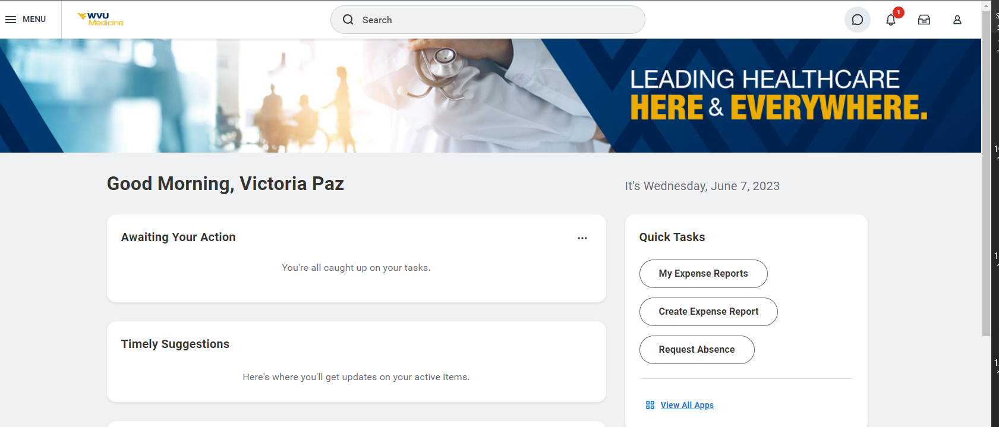 MENU
WVU
Medicine
Search
1
LEADING HEALTHCARE
HERE & EVERYWHERE.
Good Morning, Victoria Paz
It's Wednesday, June 7, 2023
Awaiting Your Action
You're all caught up on your tasks.
Quick Tasks
My Expense Reports
Create Expense Report
Request Absence
Timely Suggestions
Here's where you'll get updates on your active items.
View All Apps